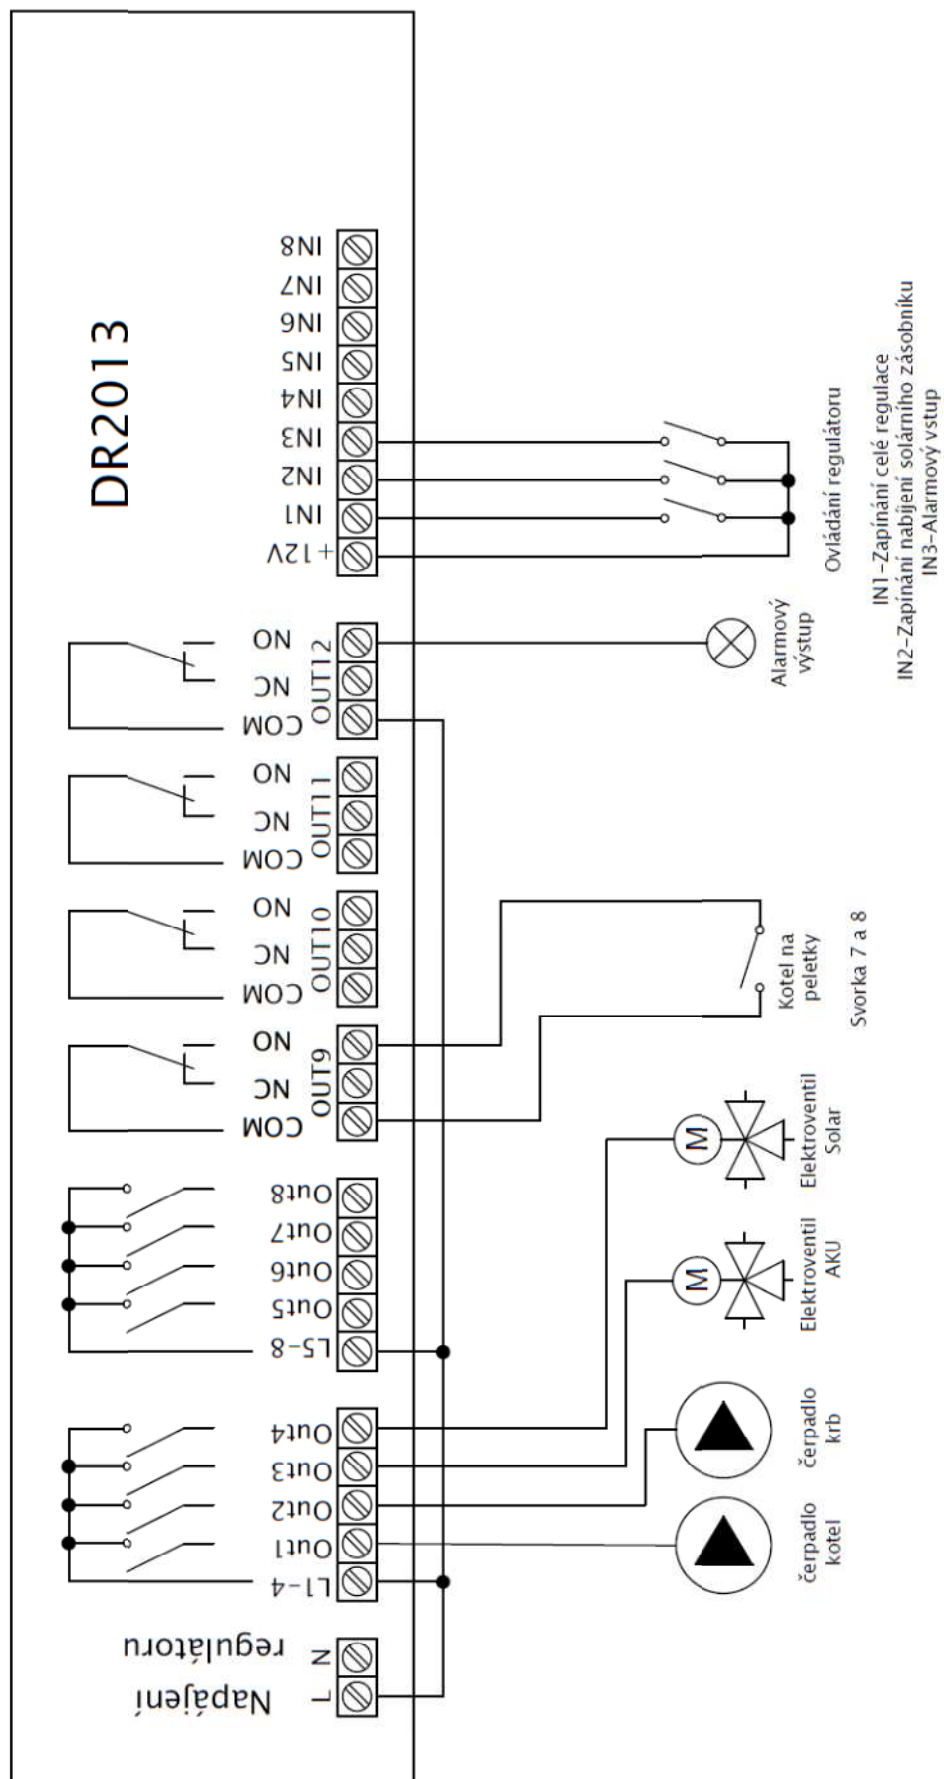 DR2013
Napájení
regulátoru
L
N
L1-4
Out1
Out2
Out3
Out4
L5-8
Out5
Out6
Out7
Out8
COM
NC
NO
OUT9
COM
NC
NO
OUT10
COM
NC
NO
OUT11
COM
NC
NO
OUT12
+12V
IN1
IN2
IN3
IN4
IN5
IN6
IN7
IN8
čerpadlo
kotel
čerpadlo
krb
M
Elektroventil
AKU
M
Elektroventil
Solar
Kotel na
peletky
Svorka 7 a 8
Alarmový
výstup
Ovládání regulátoru
IN1-Zapínání celé regulace
IN2-Zapínání nabíjení solárního zásobníku
IN3-Alarmový vstup